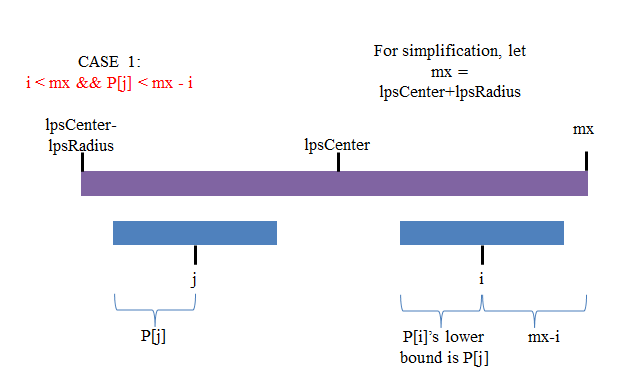 CASE 1:
i < mx && P[j] < mx - i
For simplification, let
mx =
lpsCenter+lpsRadius
lpsCenter-
lpsRadius
lpsCenter
mx
j
i
P[j]
P[i]'s lower
bound is P[j]
mx-i